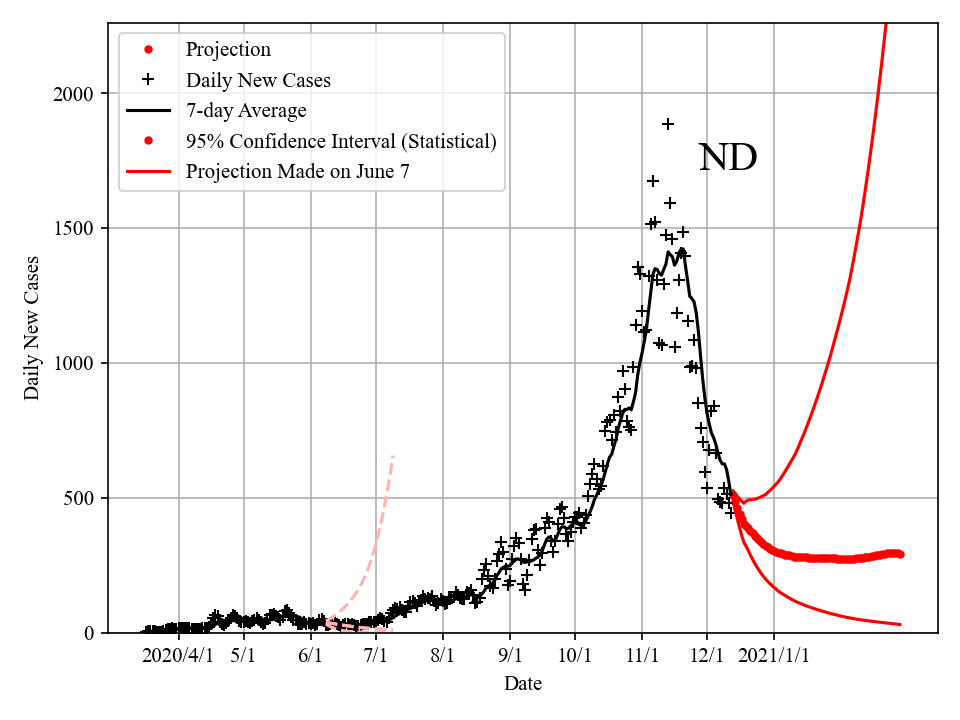 Projection
Daily New Cases
7-day Average
95% Confidence Interval (Statistical)
Projection Made on June 7
ND
2000
1500
1000
500
0
Daily New Cases
2020/4/1 5/1 6/1 7/1 8/1 9/1 10/1 11/1 12/1 2021/1/1
Date